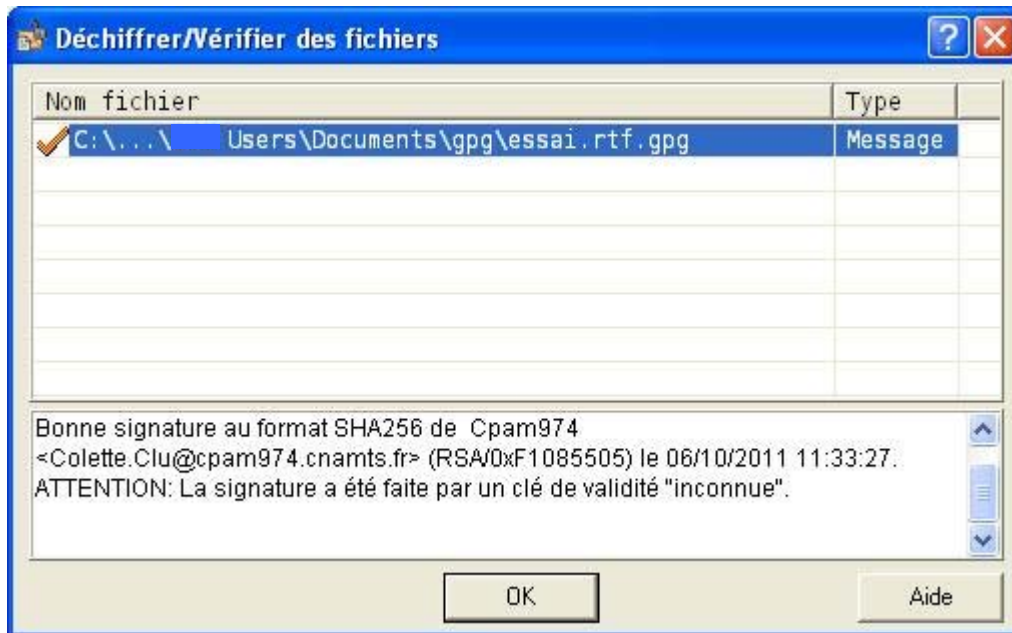 Déchiffrer/Vérifier des fichiers
Nom fichier Type
C:\...\ Users\Documents\gpg\essai.rtf.gpg Message
Bonne signature au format SHA256 de Cpam974
<Colette.Clu@cpam974.cnamts.fr> (RSA/0xF1085505) le 06/10/2011 11:33:27.
ATTENTION: La signature a été faite par un clé de validité "inconnue".
OK Aide